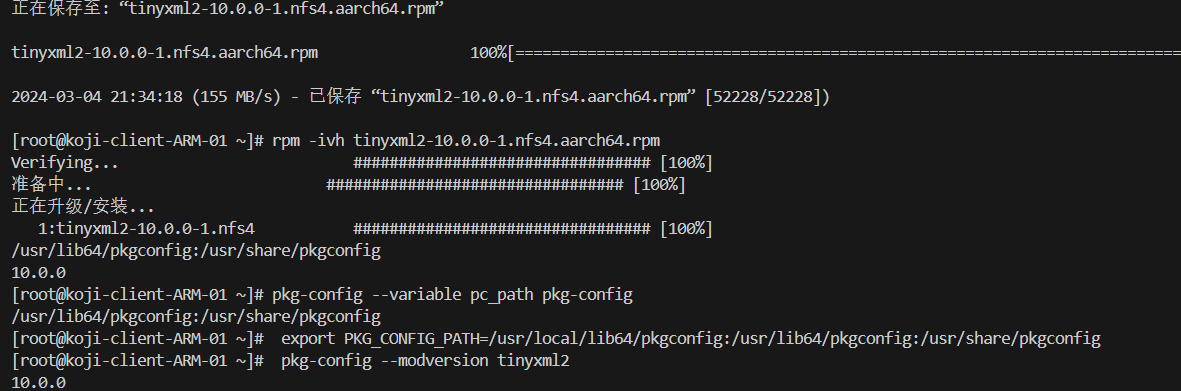 正在保存至: “tinyxml2-10.0.0-1.nfs4.aarch64.rpm”
tinyxml2-10.0.0-1.nfs4.aarch64.rpm 100%[==========================================================================
2024-03-04 21:34:18 (155 MB/s) - 已保存 “tinyxml2-10.0.0-1.nfs4.aarch64.rpm” [52228/52228])
[root@koji-client-ARM-01 ~]# rpm -ivh tinyxml2-10.0.0-1.nfs4.aarch64.rpm
Verifying... ################################# [100%]
准备中... ################################# [100%]
正在升级/安装...
1:tinyxml2-10.0.0-1.nfs4 ################################# [100%]
/usr/lib64/pkgconfig:/usr/share/pkgconfig
10.0.0
[root@koji-client-ARM-01 ~]# pkg-config --variable pc_path pkg-config
/usr/lib64/pkgconfig:/usr/share/pkgconfig
[root@koji-client-ARM-01 ~]#  export PKG_CONFIG_PATH=/usr/local/lib64/pkgconfig:/usr/lib64/pkgconfig:/usr/share/pkgconfig
[root@koji-client-ARM-01 ~]#  pkg-config --modversion tinyxml2
10.0.0